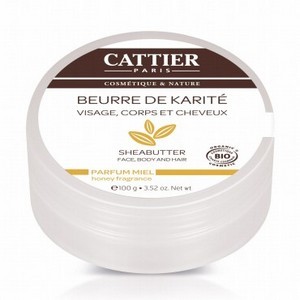 CATTIER
PARIS
COSMÉTIQUE & NATURE
BEURRE DE KARITÉ
VISAGE, CORPS ET CHEVEUX
SHEABUTTER
FACE, BODY AND HAIR
BIO
PARFUM MIEL
honey fragrance
℮ 100 g • 3.52 oz. Net wt